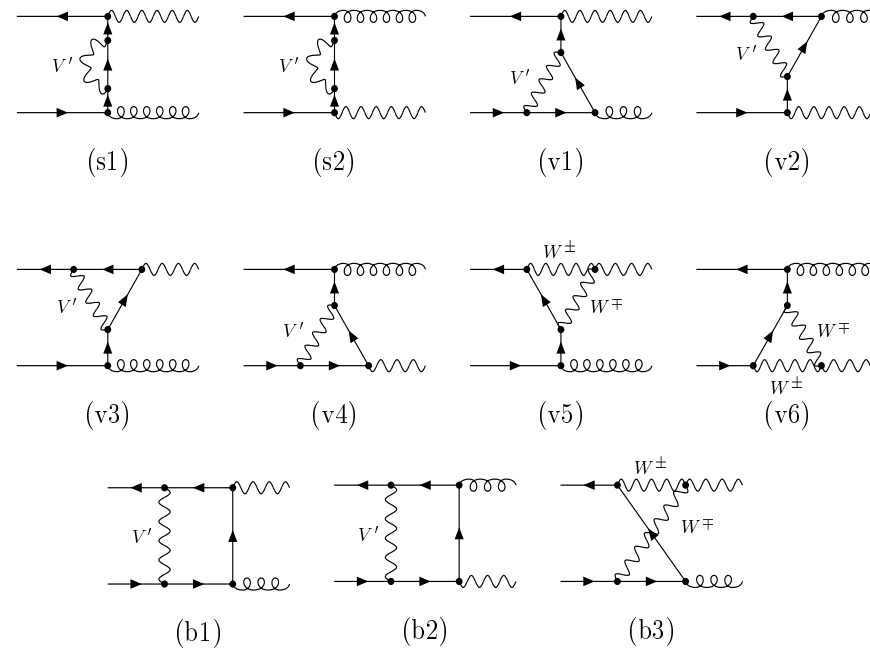 V′
V′
V′
V′
(s1)
(s2)
(v1)
(v2)
W±
V′
V′
W∓
W∓
W±
(v3)
(v4)
(v5)
(v6)
W±
V′
V′
W∓
(b1)
(b2)
(b3)